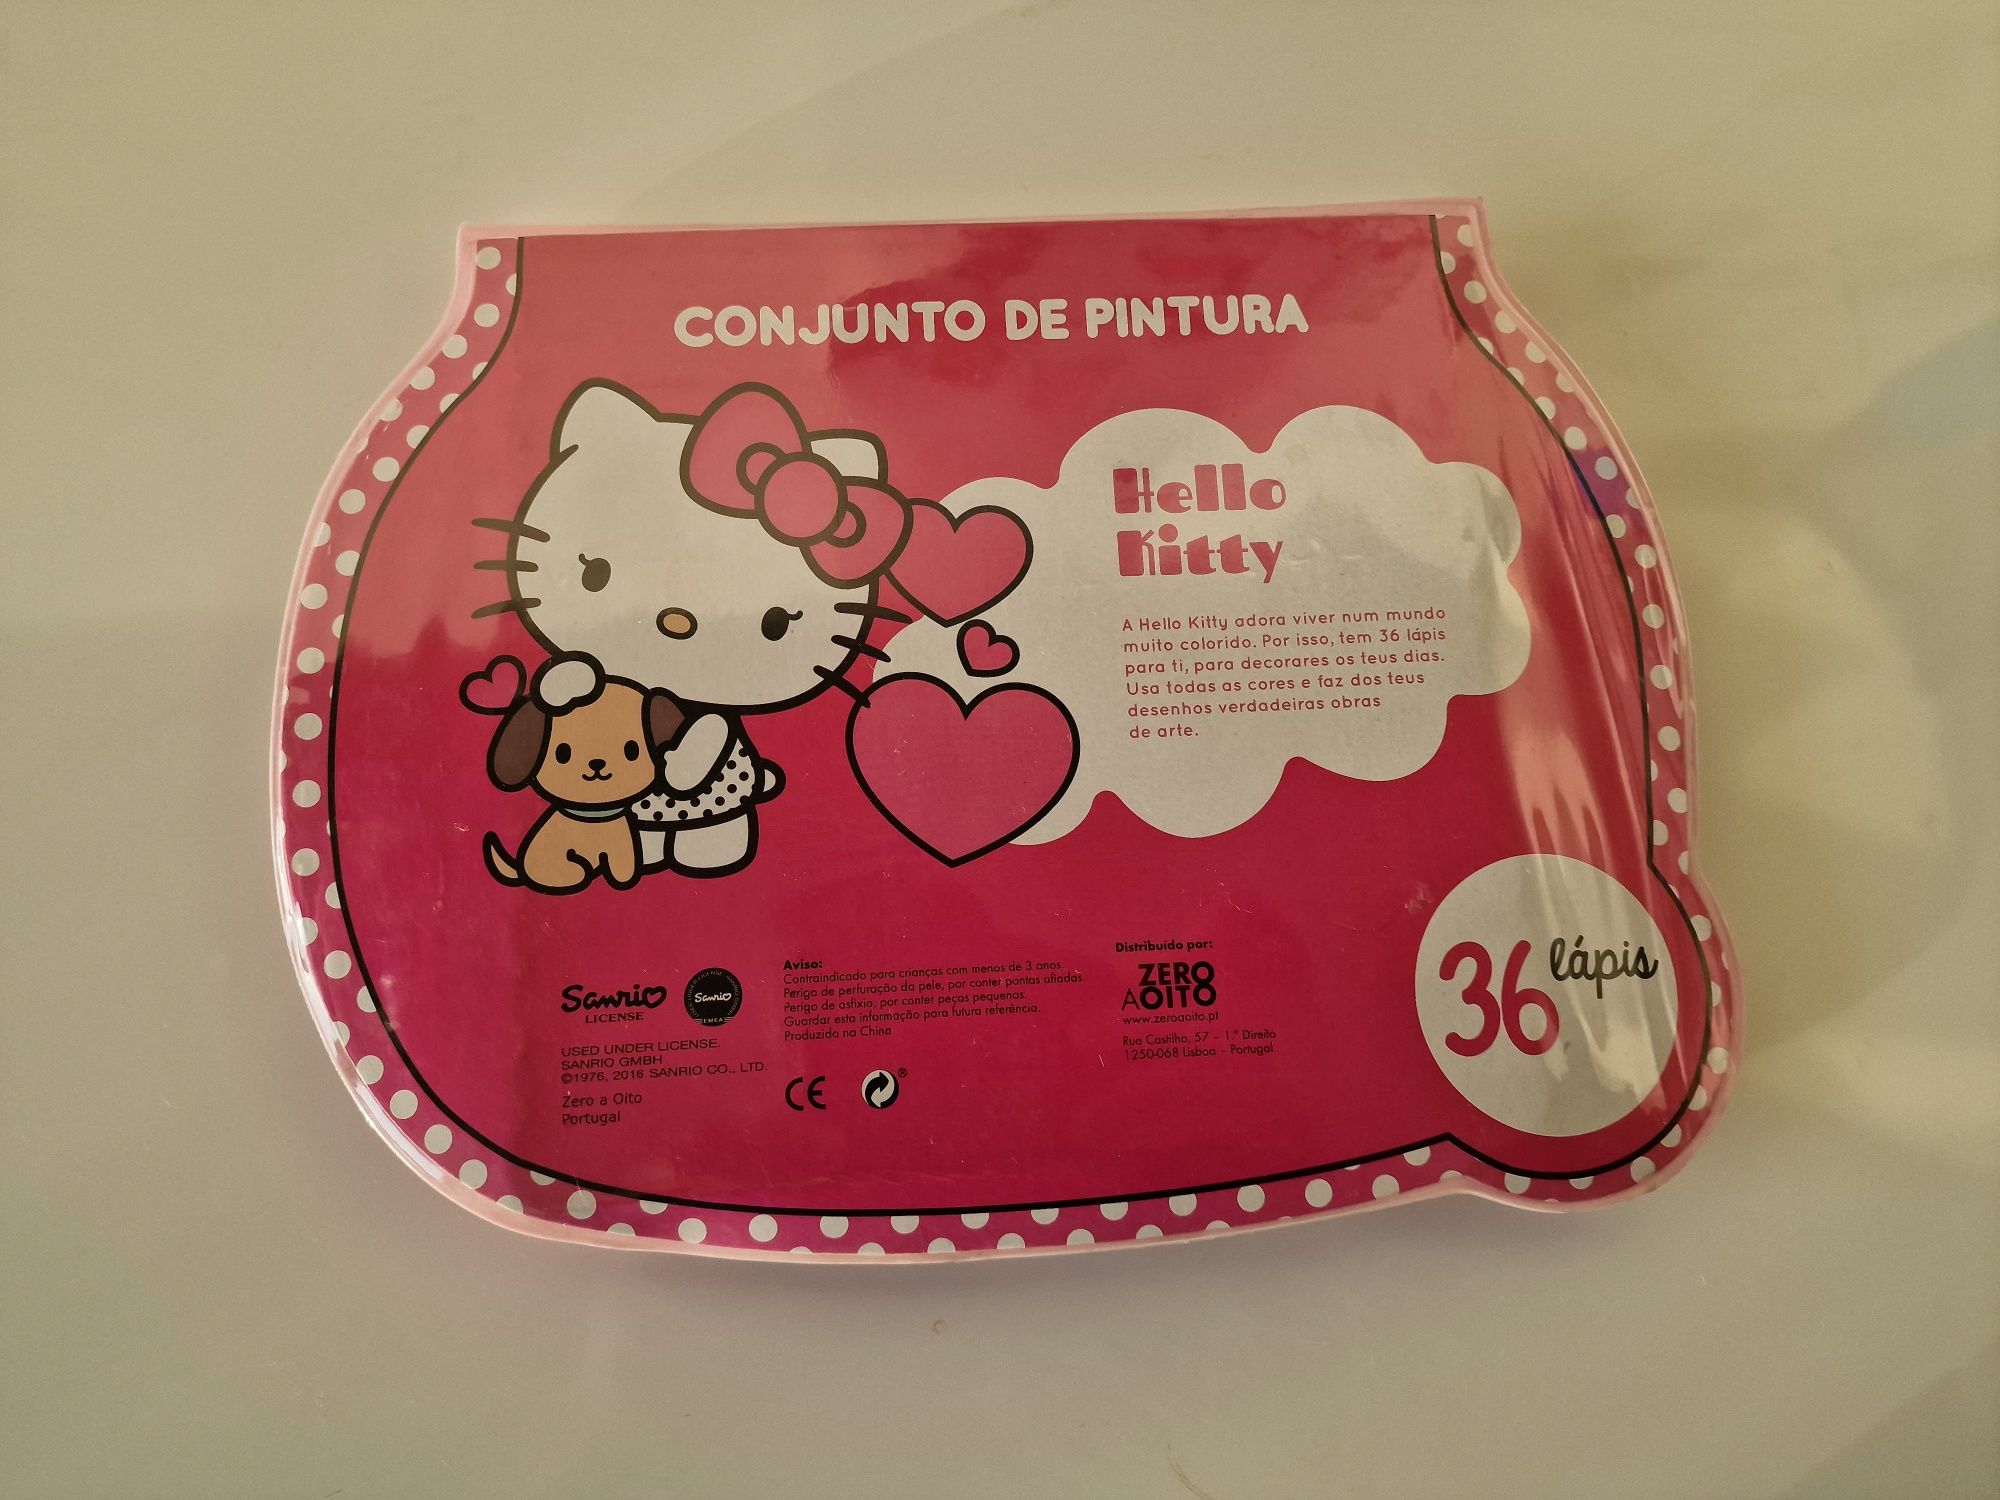 CONJUNTO DE PINTURA
Hello
Kitty
A Hello Kitty adora viver num mundo
muito colorido. Por isso, tem 36 lápis
para ti, para decorares os teus dias.
Usa todas as cores e faz dos teus
desenhos verdadeiras obras
de arte.
36 lápis
Sanrio
LICENSE
Sanrio
EMEA
USED UNDER LICENSE.
SANRIO GMBH
©1976, 2016 SANRIO CO., LTD.
Zero a Oito
Portugal
Aviso:
Contraindicado para crianças com menos de 3 anos.
Perigo de perfuração da pele, por conter pontas afiadas.
Perigo de asfixia, por conter peças pequenas.
Guardar esta informação para futura referência.
Produzido na China
CE
®
Distribuído por:
ZERO
AOITO
www.zeroaoito.pt
Rua Castilho, 57 - 1.º Direito
1250-068 Lisboa - Portugal